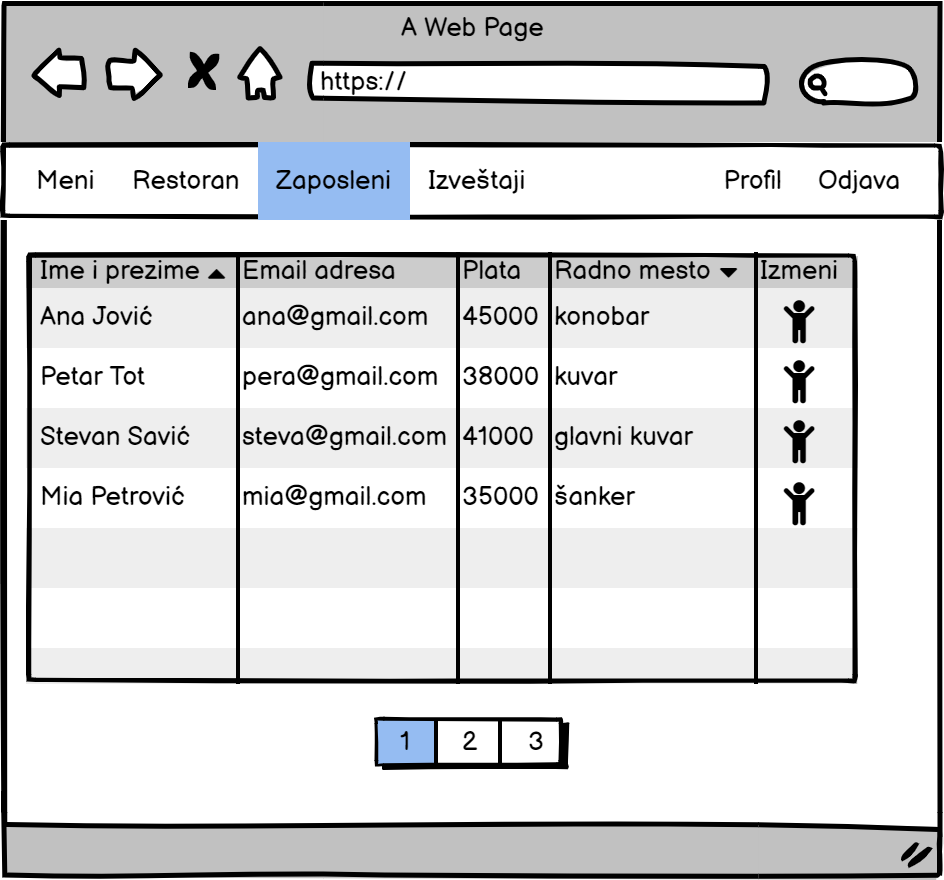 A Web Page
https://
Meni Restoran Zaposleni Izveštaji Profil Odjava
Ime i prezime Email adresa Plata Radno mesto Izmeni
Ana Jović ana@gmail.com 45000 konobar
Petar Tot pera@gmail.com 38000 kuvar
Stevan Savić steva@gmail.com 41000 glavni kuvar
Mia Petrović mia@gmail.com 35000 šanker
1 2 3